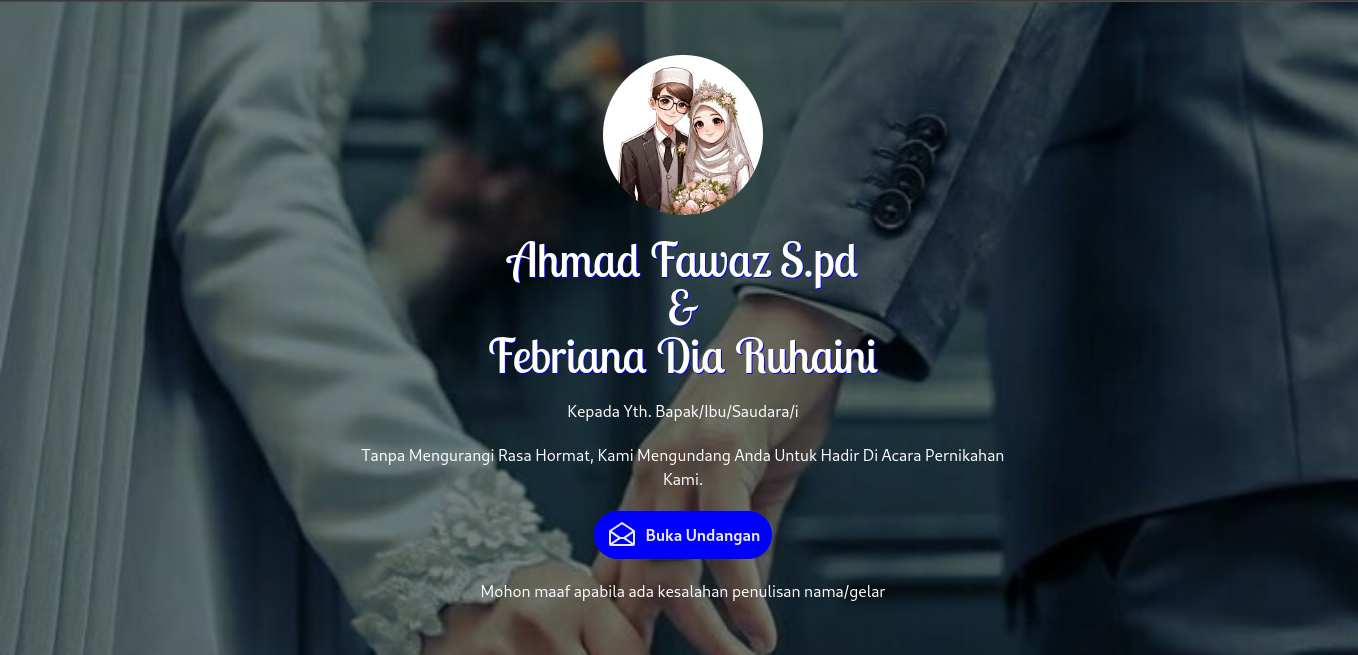 Ahmad Fawaz S.pd
&
Febriana Dia Ruhaini
Kepada Yth. Bapak/Ibu/Saudara/i
Tanpa Mengurangi Rasa Hormat, Kami Mengundang Anda Untuk Hadir Di Acara Pernikahan
Kami.
Buka Undangan
Mohon maaf apabila ada kesalahan penulisan nama/gelar